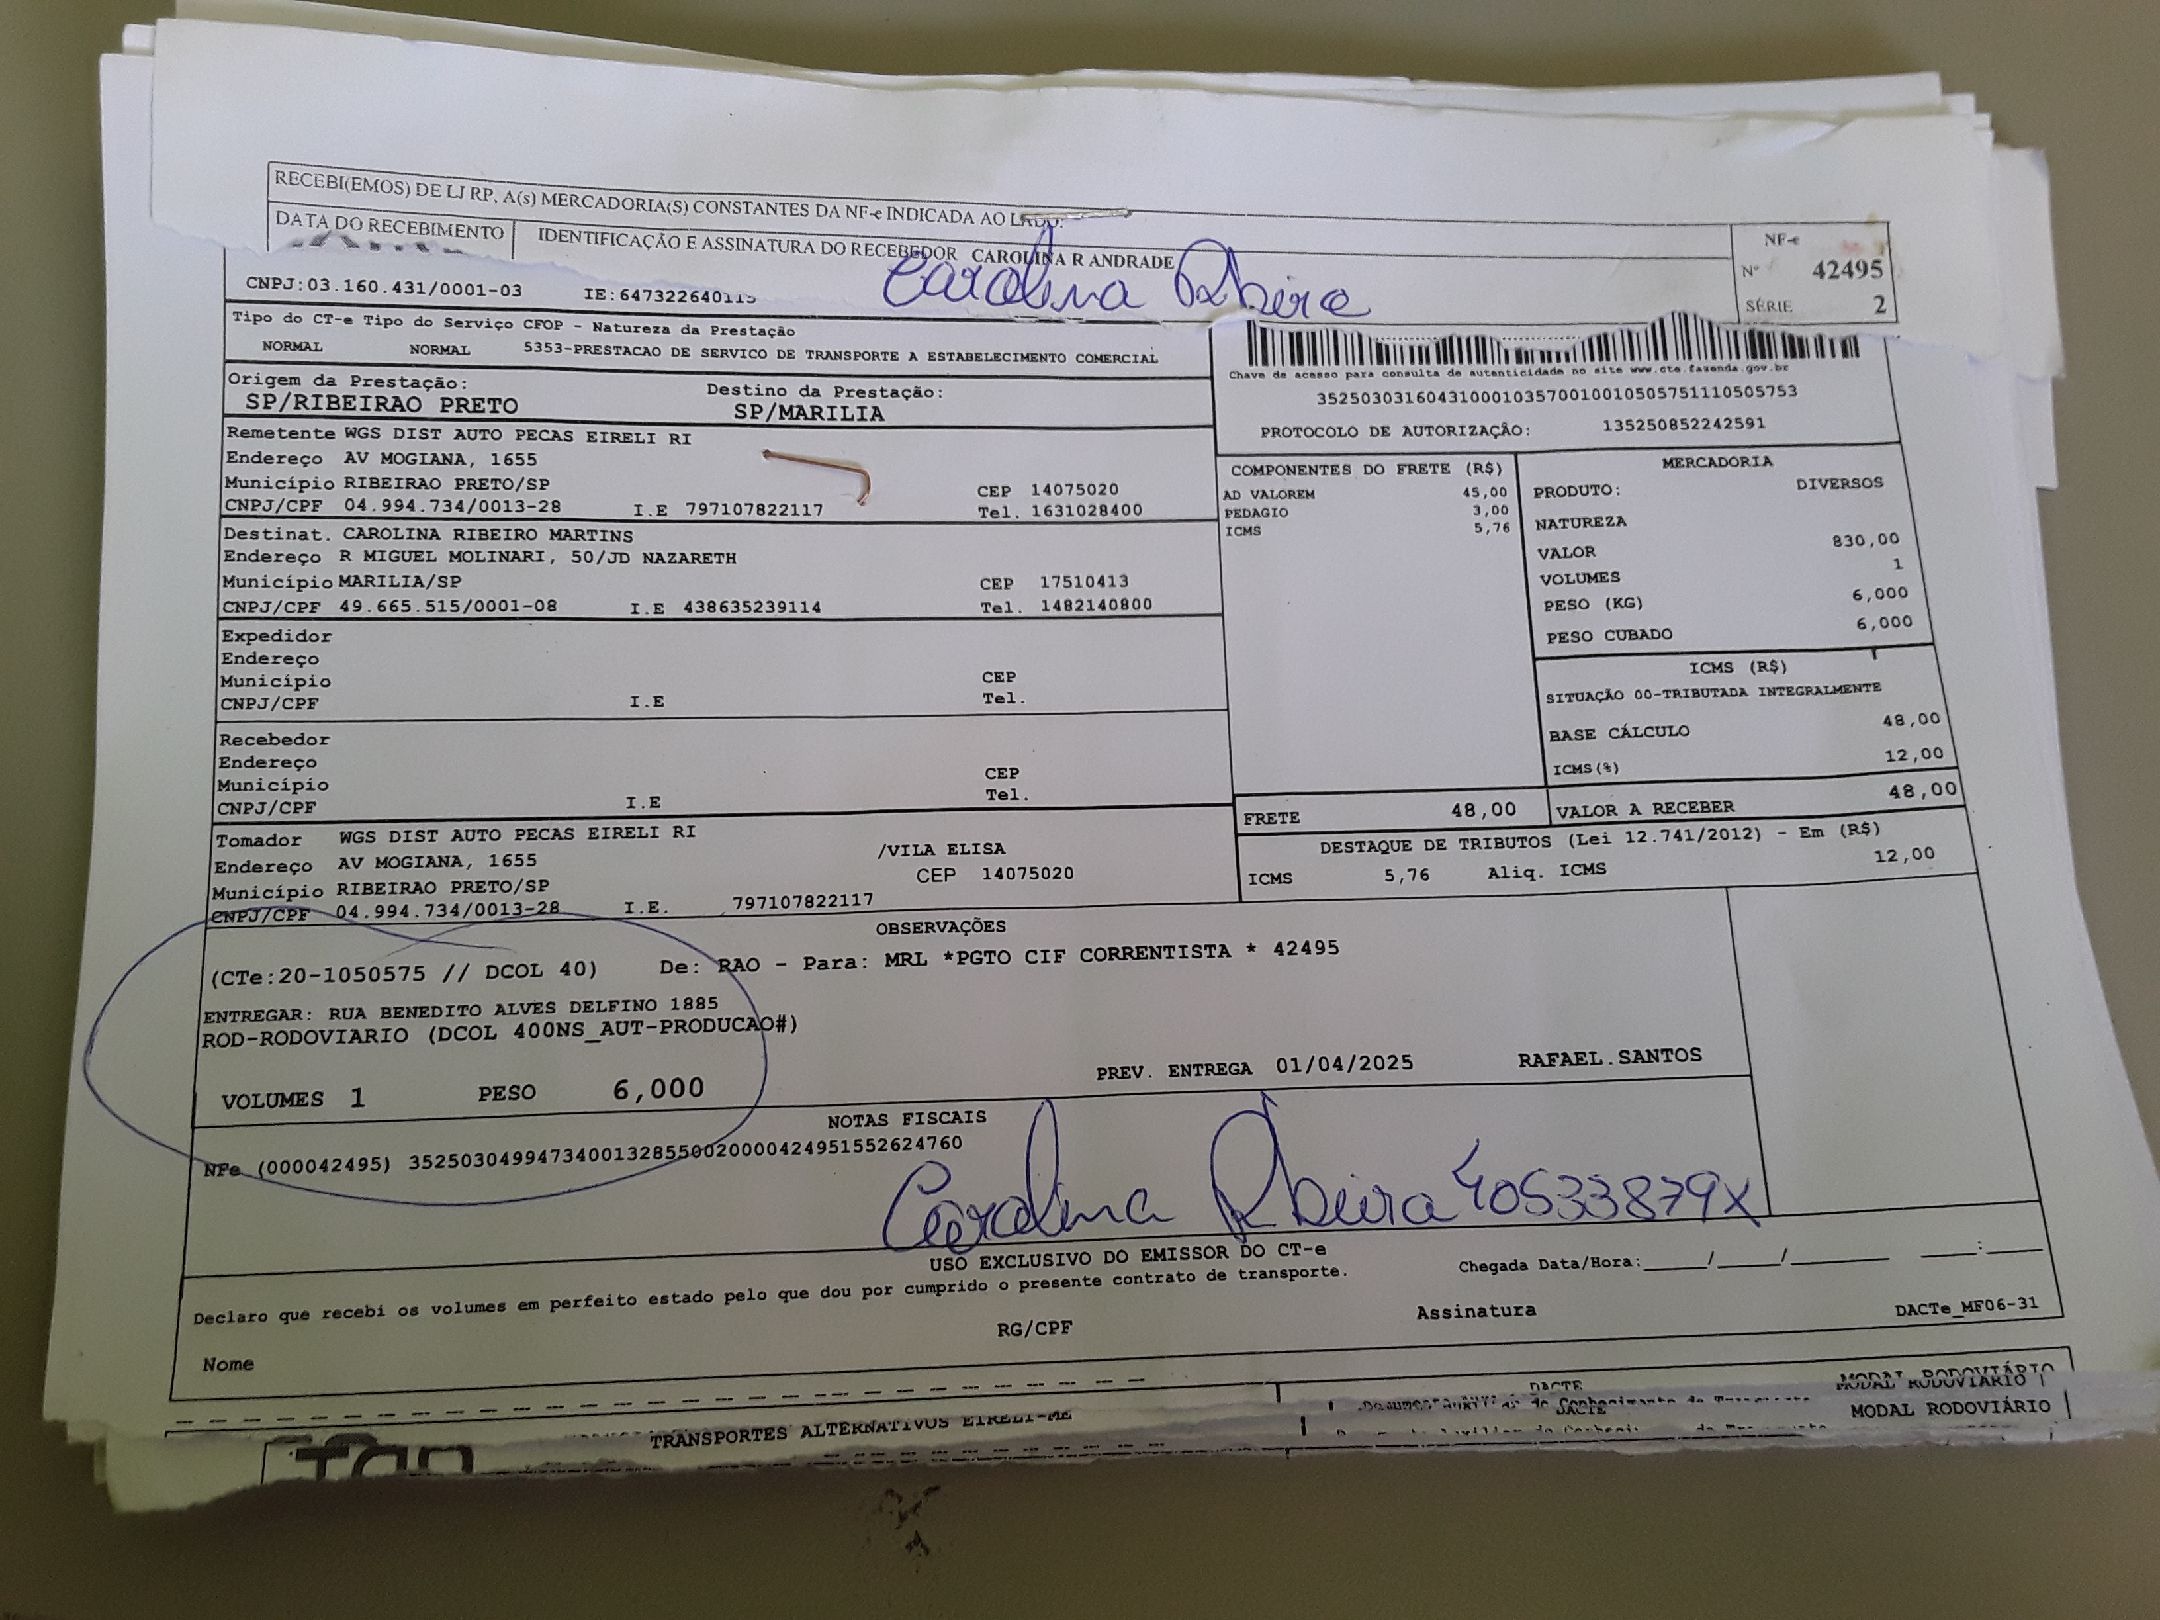 RECEBI(EMOS) DE LJ RP, A(s) MERCADORIA(S) CONSTANTES DA NF-e INDICADA AO LADO.
DATA DO RECEBIMENTO
IDENTIFICAÇÃO E ASSINATURA DO RECEBEDOR CAROLINA R ANDRADE
Carolina Ribeiro
NF-e
Nº 42495
SÉRIE 2
CNPJ:03.160.431/0001-03 IE:647322640115
Tipo do CT-e Tipo do Serviço CFOP - Natureza da Prestação
NORMAL NORMAL 5353-PRESTACAO DE SERVICO DE TRANSPORTE A ESTABELECIMENTO COMERCIAL
Origem da Prestação: Destino da Prestação:
SP/RIBEIRAO PRETO SP/MARILIA
Chave de acesso para consulta de autenticidade no site www.cte.fazenda.gov.br
35250303160431000103570010010505751110505753
PROTOCOLO DE AUTORIZAÇÃO: 135250852242591
Remetente WGS DIST AUTO PECAS EIRELI RI
Endereço AV MOGIANA, 1655
Município RIBEIRAO PRETO/SP CEP 14075020
CNPJ/CPF 04.994.734/0013-28 I.E 797107822117 Tel. 1631028400
Destinat. CAROLINA RIBEIRO MARTINS
Endereço R MIGUEL MOLINARI, 50/JD NAZARETH
Município MARILIA/SP CEP 17510413
CNPJ/CPF 49.665.515/0001-08 I.E 438635239114 Tel. 1482140800
Expedidor
Endereço
Município CEP
CNPJ/CPF I.E Tel.
Recebedor
Endereço
Município CEP
CNPJ/CPF I.E Tel.
Tomador WGS DIST AUTO PECAS EIRELI RI
Endereço AV MOGIANA, 1655 /VILA ELISA
Município RIBEIRAO PRETO/SP CEP 14075020
CNPJ/CPF 04.994.734/0013-28 I.E. 797107822117
COMPONENTES DO FRETE (R$)
AD VALOREM 45,00
PEDAGIO 3,00
ICMS 5,76
MERCADORIA
PRODUTO: DIVERSOS
NATUREZA
VALOR 830,00
VOLUMES 1
PESO (KG) 6,000
PESO CUBADO 6,000
ICMS (R$)
SITUAÇÃO 00-TRIBUTADA INTEGRALMENTE
BASE CÁLCULO 48,00
ICMS(%) 12,00
FRETE 48,00 VALOR A RECEBER 48,00
DESTAQUE DE TRIBUTOS (Lei 12.741/2012) - Em (R$)
ICMS 5,76 Aliq. ICMS 12,00
OBSERVAÇÕES
(CTe:20-1050575 // DCOL 40) De: RAO - Para: MRL *PGTO CIF CORRENTISTA * 42495
ENTREGAR: RUA BENEDITO ALVES DELFINO 1885
ROD-RODOVIARIO (DCOL 400NS_AUT-PRODUCAO#)
PREV. ENTREGA 01/04/2025 RAFAEL.SANTOS
VOLUMES 1 PESO 6,000
NOTAS FISCAIS
NFe (000042495) 35250304994734001328550020000424951552624760
Carolina Ribeiro 40533879X
USO EXCLUSIVO DO EMISSOR DO CT-e
Declaro que recebi os volumes em perfeito estado pelo que dou por cumprido o presente contrato de transporte.
Chegada Data/Hora:_____/_____/________ ____:____
Nome RG/CPF Assinatura DACTe_MF06-31
DACTE
MODAL RODOVIÁRIO
TRANSPORTES ALTERNATIVOS EIRELI-ME
MODAL RODOVIÁRIO